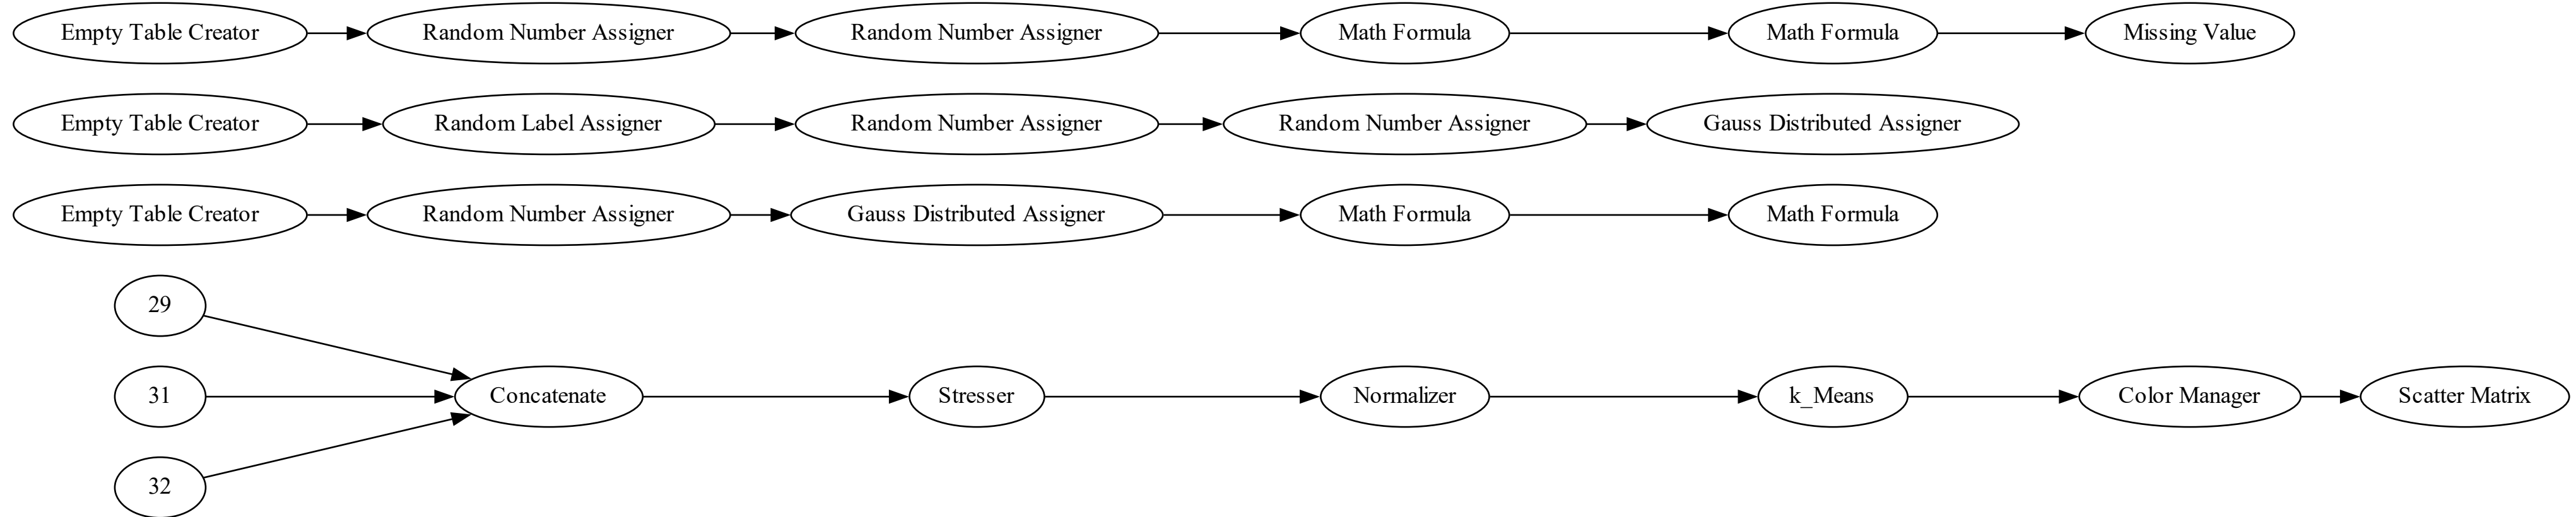 Empty Table Creator Random Number Assigner Random Number Assigner Math Formula Math Formula Missing Value
Empty Table Creator Random Label Assigner Random Number Assigner Random Number Assigner Gauss Distributed Assigner
Empty Table Creator Random Number Assigner Gauss Distributed Assigner Math Formula Math Formula
29
31 Concatenate Stresser Normalizer k_Means Color Manager Scatter Matrix
32